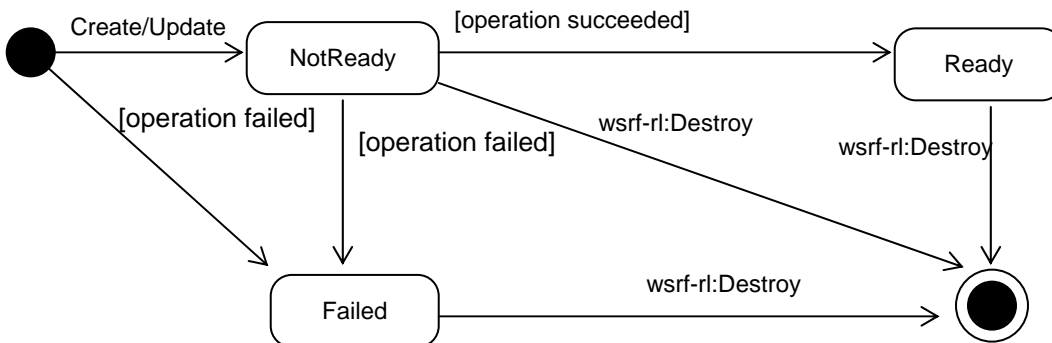 Create/Update
[operation succeeded]
NotReady
Ready
[operation failed]
wsrf-rl:Destroy
[operation failed]
wsrf-rl:Destroy
wsrf-rl:Destroy
Failed